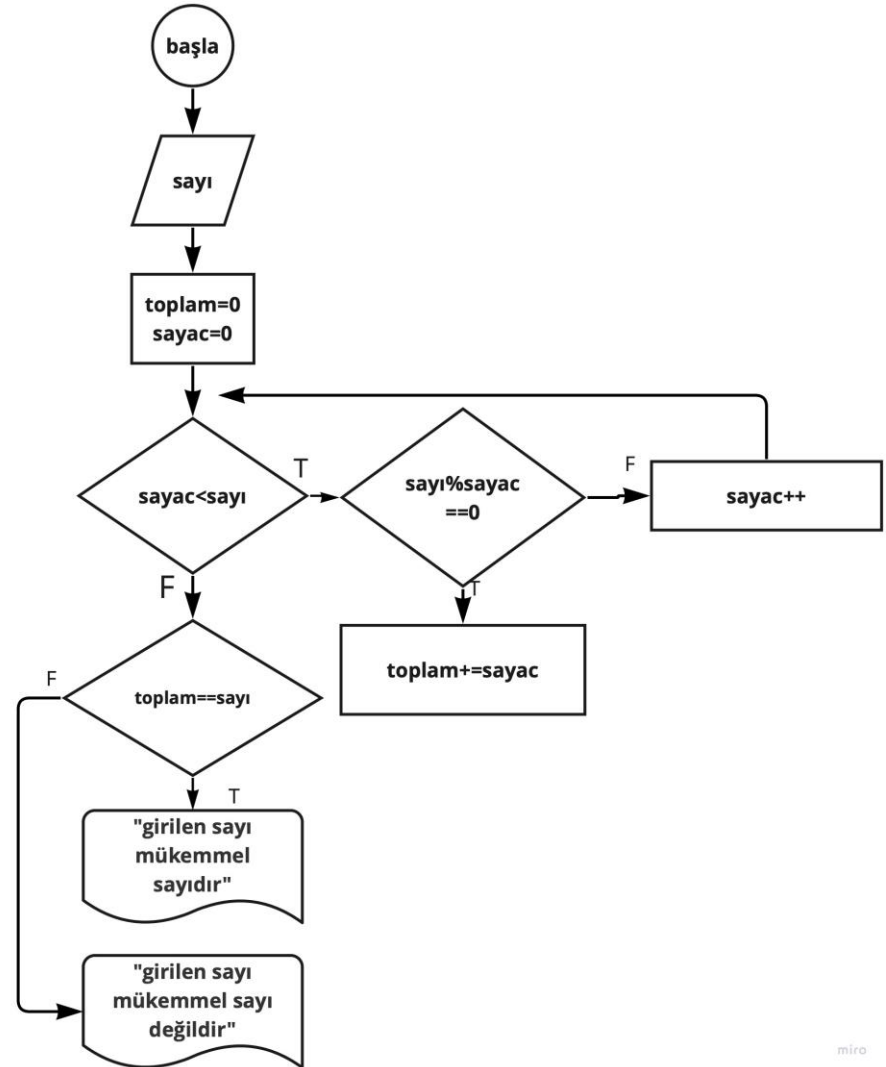 başla
sayı
toplam=0
sayac=0
sayac<sayı
T
sayı%sayac
==0
F
sayac++
T
toplam+=sayac
F
toplam==sayı
F
T
"girilen sayı
mükemmel
sayıdır"
"girilen sayı
mükemmel sayı
değildir"
miro